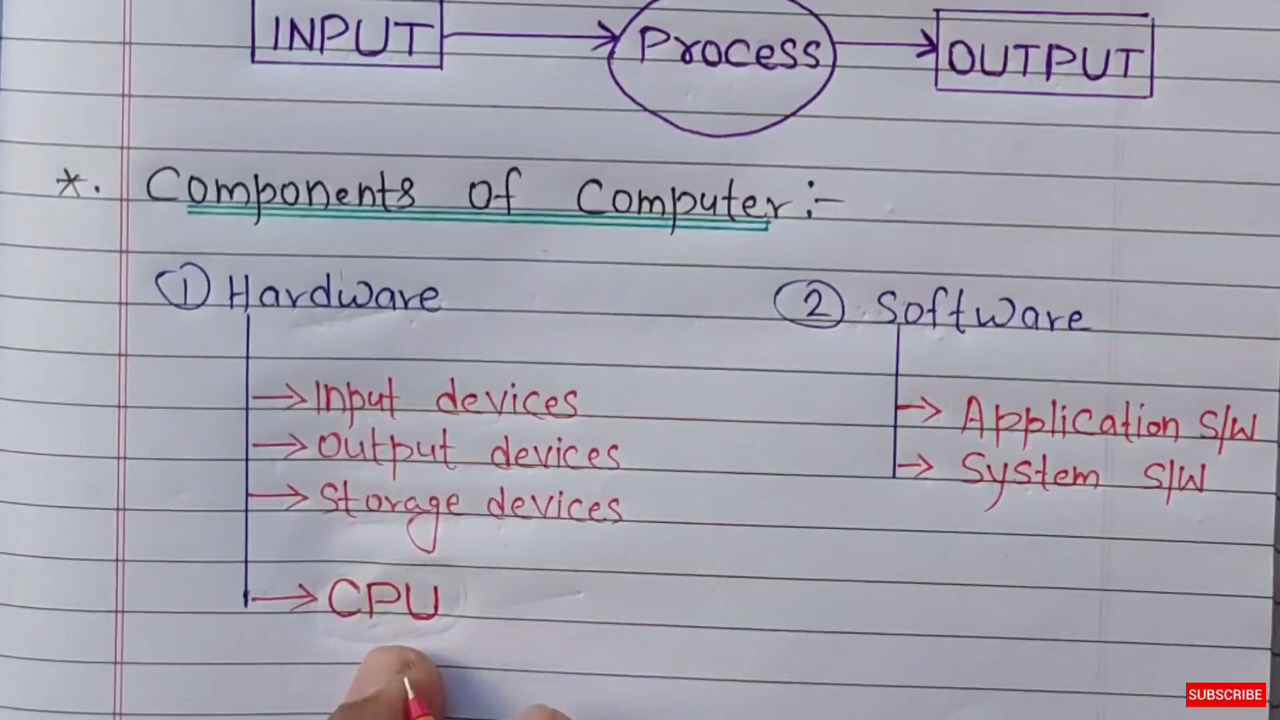 INPUT Process OUTPUT
*. Components of Computer:-
① Hardware
② Software
→ Input devices
→ Output devices
→ Storage devices
→ CPU
→ Application S/W
→ System S/W
SUBSCRIBE